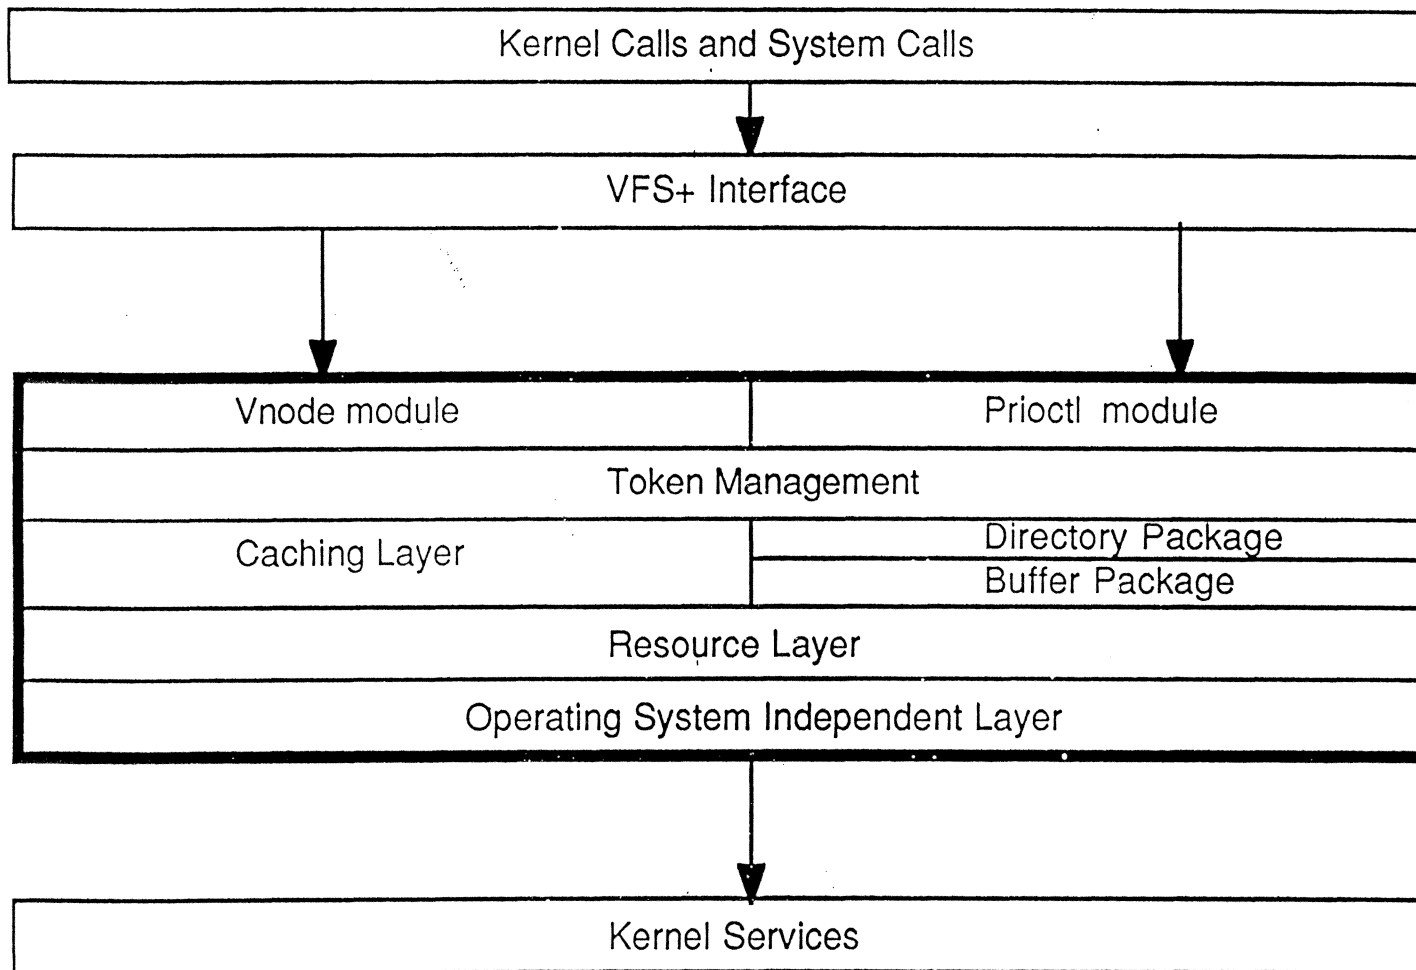 Kernel Calls and System Calls
VFS+ Interface
Vnode module
Prioctl module
Token Management
Caching Layer
Directory Package
Buffer Package
Resource Layer
Operating System Independent Layer
Kernel Services